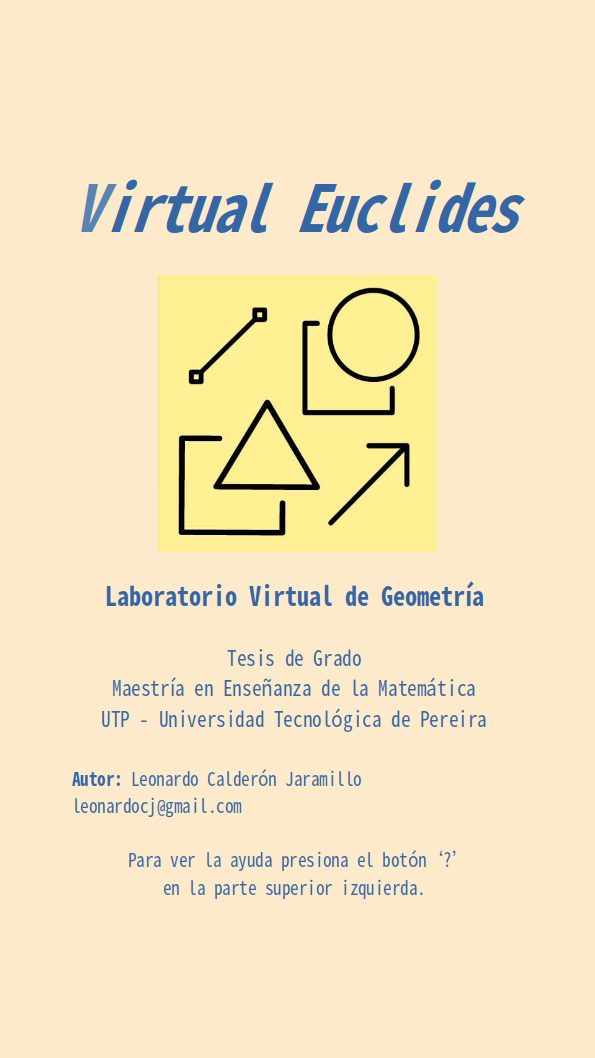 Virtual Euclides
Laboratorio Virtual de Geometría
Tesis de Grado
Maestría en Enseñanza de la Matemática
UTP - Universidad Tecnológica de Pereira
Autor: Leonardo Calderón Jaramillo
leonardocj@gmail.com
Para ver la ayuda presiona el botón ‘?’
en la parte superior izquierda.